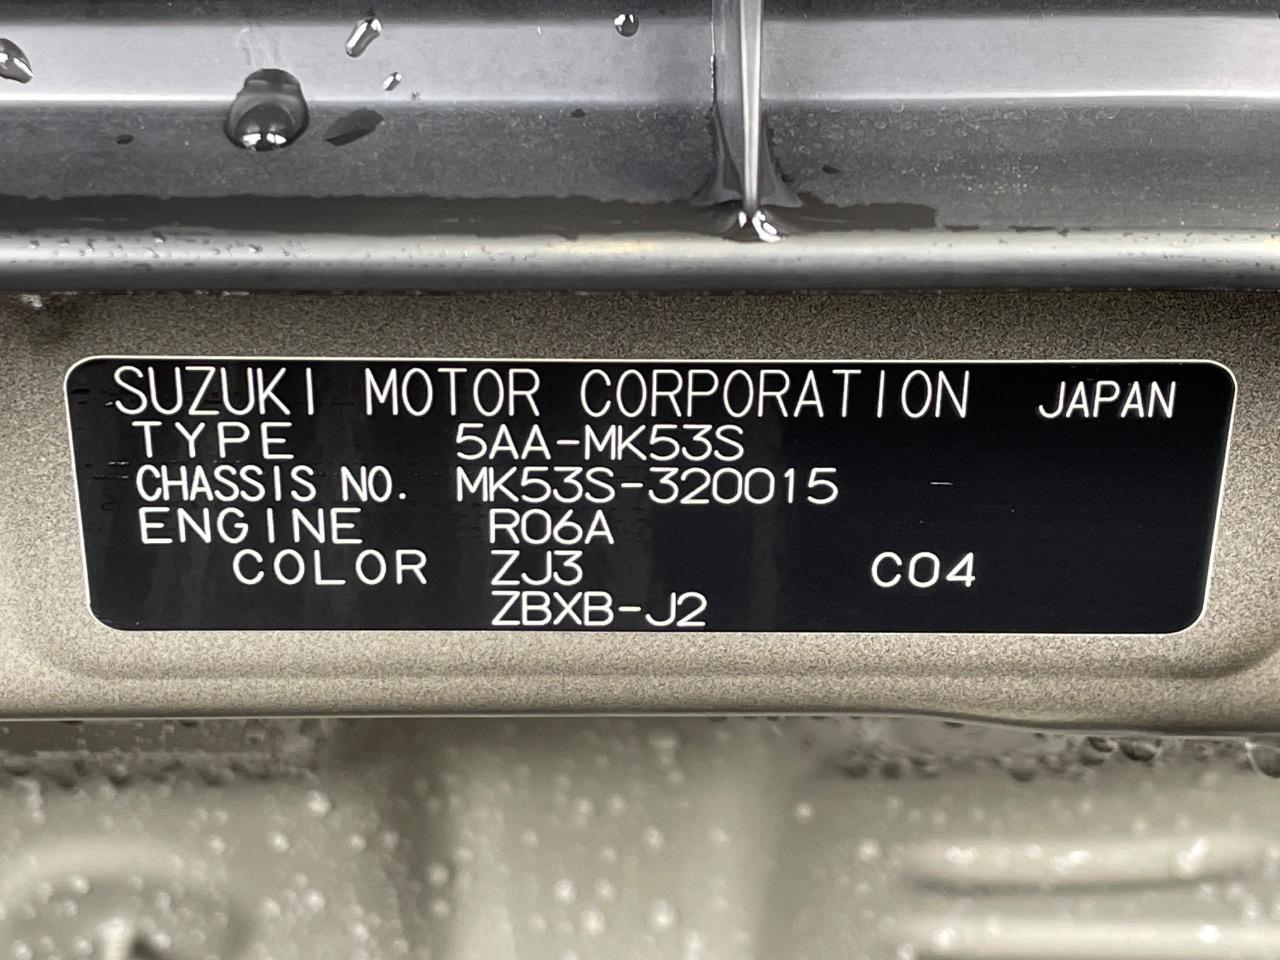 SUZUKI MOTOR CORPORATION JAPAN
TYPE 5AA-MK53S
CHASSIS NO. MK53S-320015 –
ENGINE R06A
COLOR ZJ3 C04
ZBXB-J2